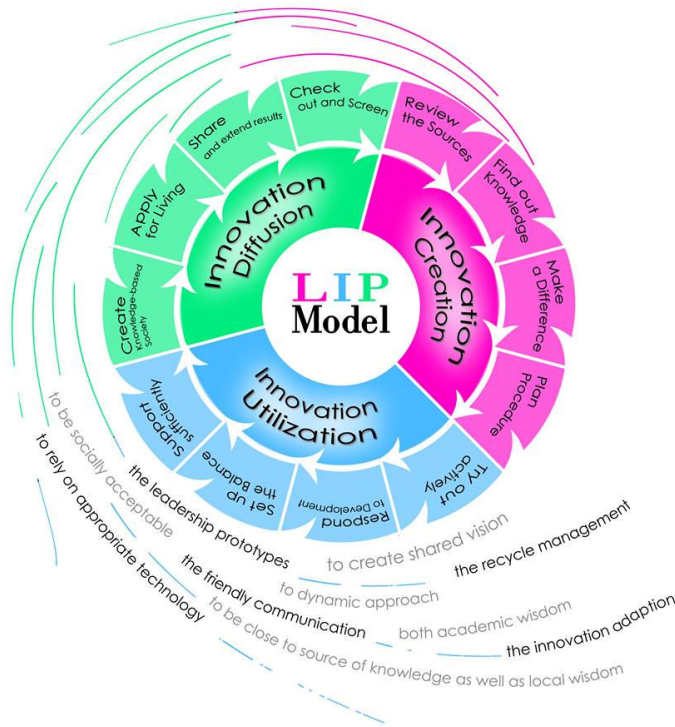 LIP
Model
Innovation
Creation
Innovation
Utilization
Innovation
Diffusion
Review
the Sources
Find out
Knowledge
Make
a Difference
Plan
Procedure
Try out
actively
Respond
to Development
Set up
the Balance
Support
sufficiently
Create
Knowledge-based
Society
Apply
for Living
Share
and extend results
Check
out and Screen
to be socially acceptable
to rely on appropriate technology
the leadership prototypes
the friendly communication
to be close to source of knowledge as well as local wisdom
to dynamic approach
to create shared vision
both academic wisdom
the recycle management
the innovation adaption